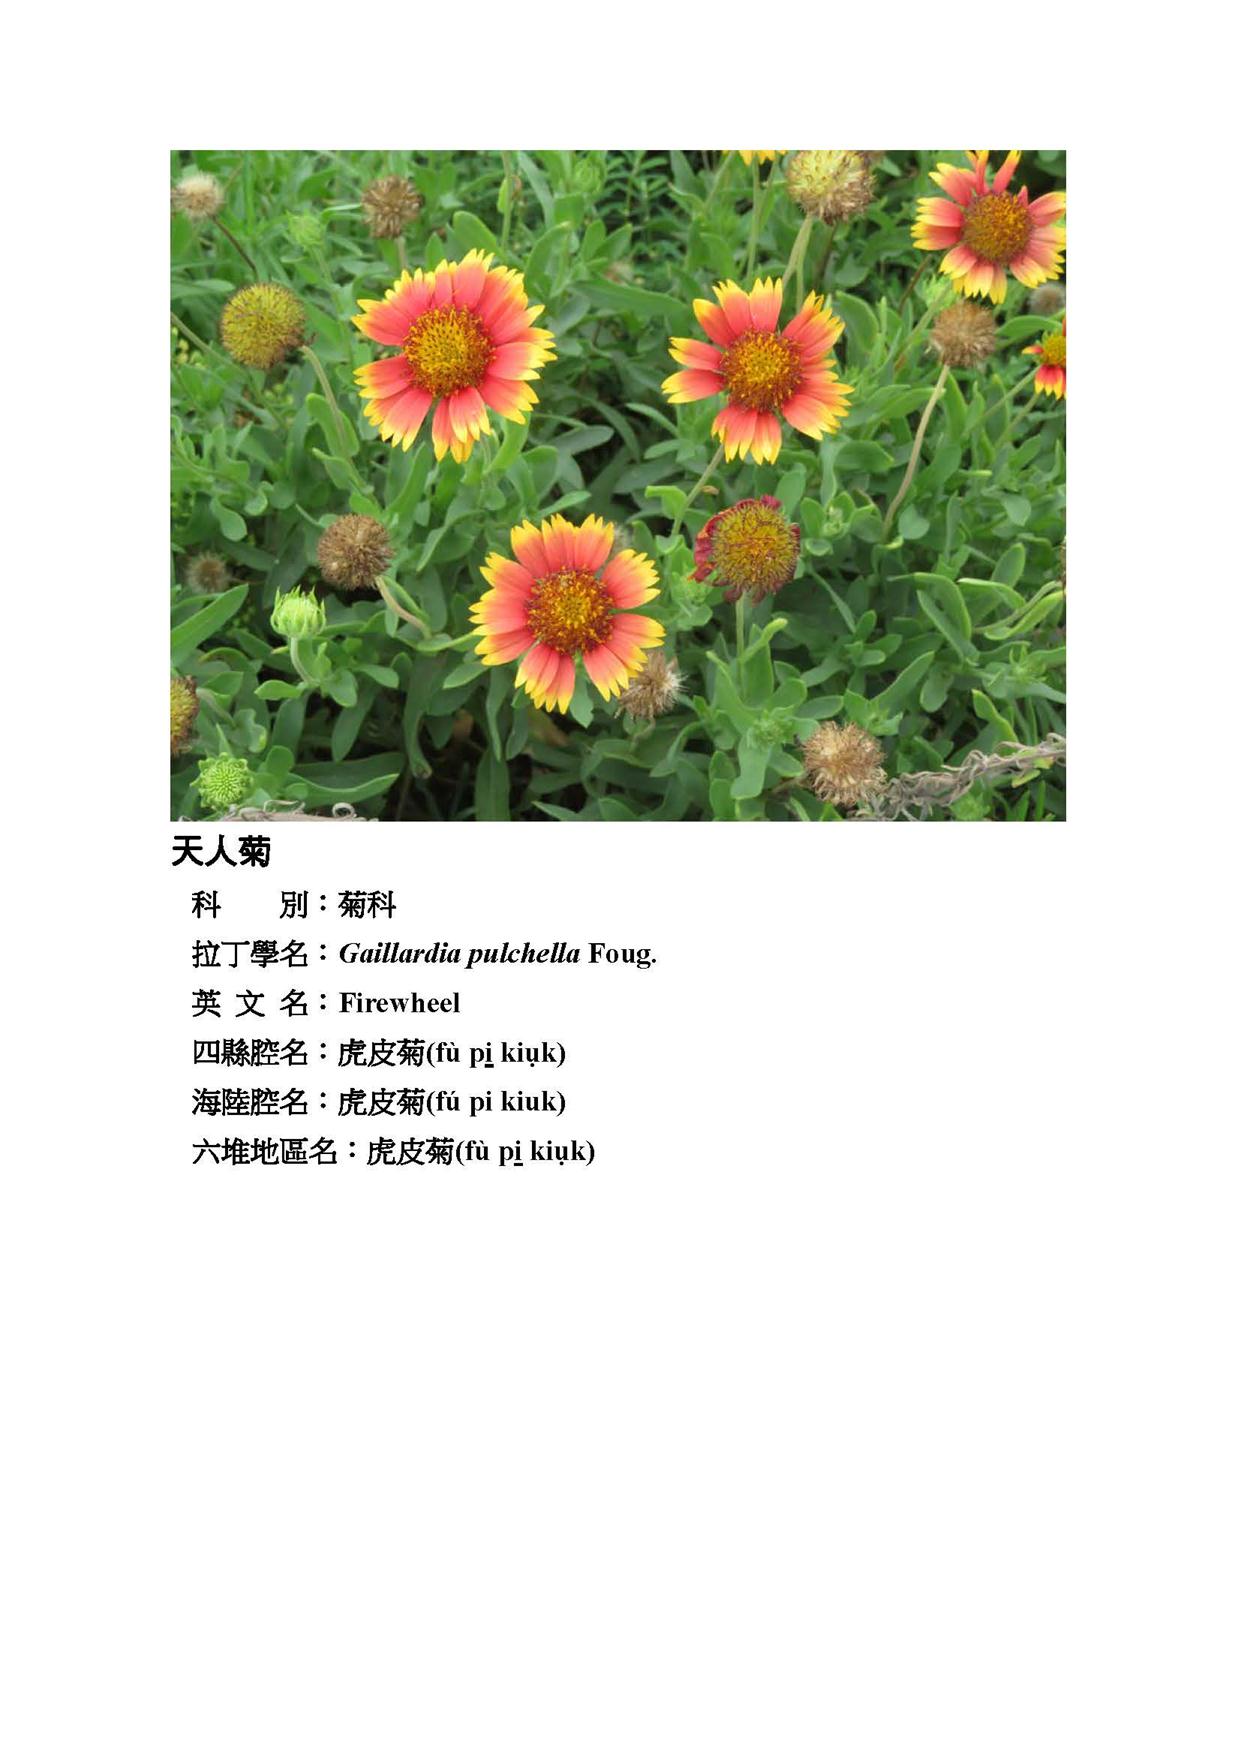 天人菊
科　　別：菊科
拉丁學名：Gaillardia pulchella Foug.
英 文 名：Firewheel
四縣腔名：虎皮菊(fù pi̠ kiụk)
海陸腔名：虎皮菊(fú pi kiuk)
六堆地區名：虎皮菊(fù pi̠ kiụk)